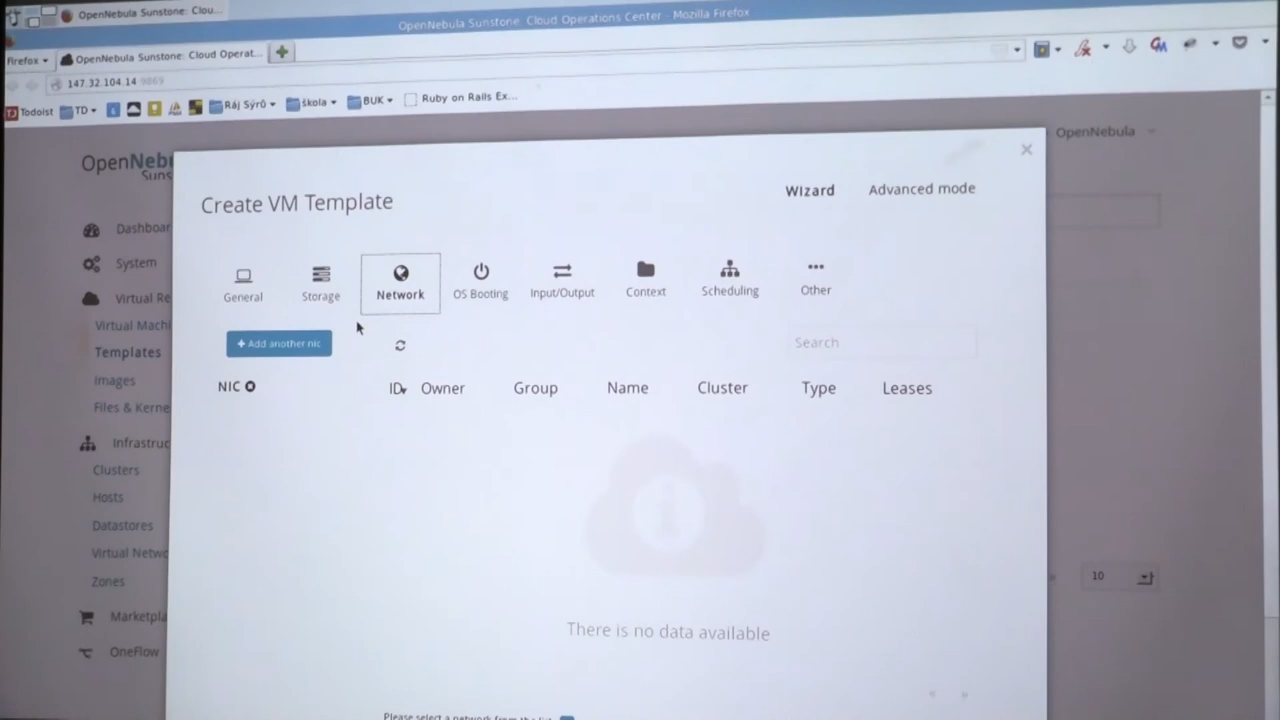 OpenNebula Sunstone: Clou...
OpenNebula Sunstone: Cloud Operations Center - Mozilla Firefox
Firefox
OpenNebula Sunstone: Cloud Operat...
147.32.104.14:9869
Todoist TD Ráj Sýrů škola BUK Ruby on Rails Ex...
OpenNeb
Suns
OpenNebula
Create VM Template
Wizard Advanced mode
General Storage Network OS Booting Input/Output Context Scheduling Other
Add another nic
Search
NIC ID Owner Group Name Cluster Type Leases
There is no data available
Please select a network from the list
Dashboar
System
Virtual Re
Virtual Machi
Templates
Images
Files & Kerne
Infrastruc
Clusters
Hosts
Datastores
Virtual Netwo
Zones
Marketpla
OneFlow
10